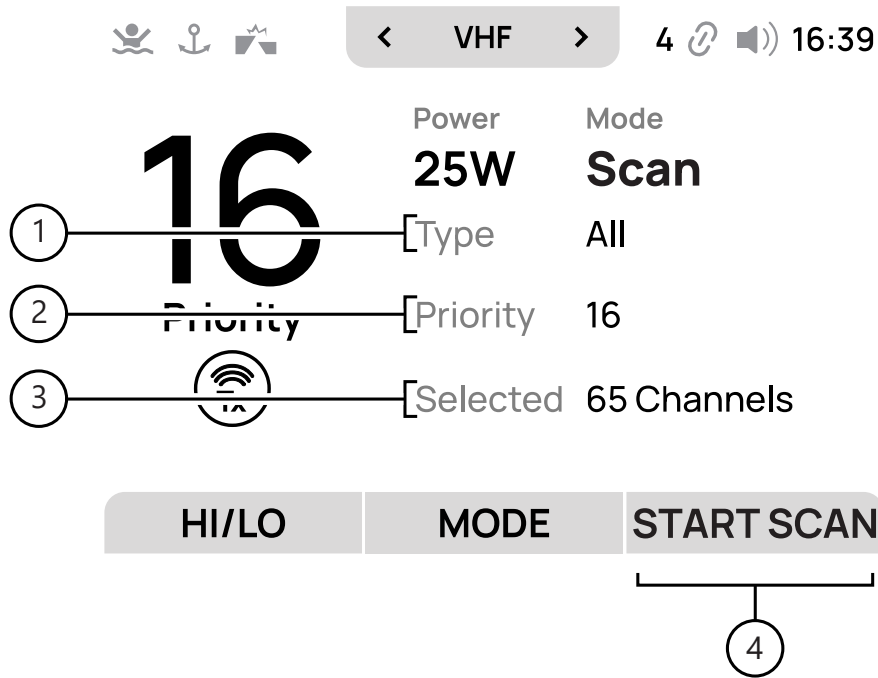 < VHF > 4 16:39
Power Mode
16 25W Scan
1 Type All
2 Priority Priority 16
TX
3 Selected 65 Channels
HI/LO MODE START SCAN
4